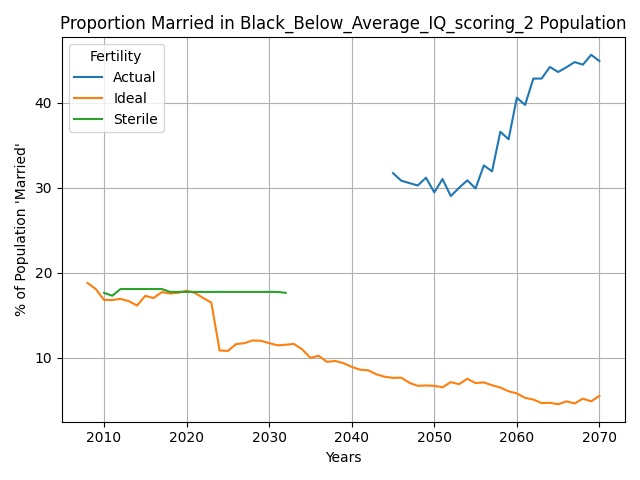 Proportion Married in Black_Below_Average_IQ_scoring_2 Population
Fertility
Actual
Ideal
Sterile
% of Population 'Married'
40
30
20
10
2010 2020 2030 2040 2050 2060 2070
Years